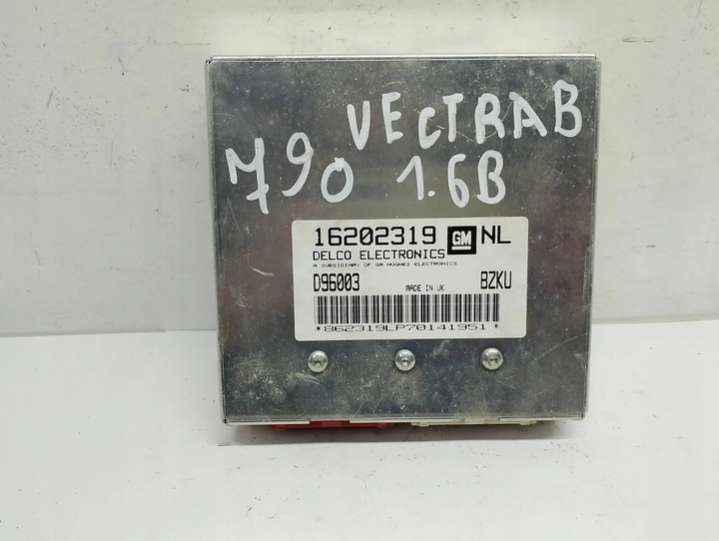 VECTRA B
790 1.6B
16202319 GM NL
DELCO ELECTRONICS
A SUBSIDIARY OF GM HUGHES ELECTRONICS
D96003 MADE IN UK BZKU
*862319LP70141951*